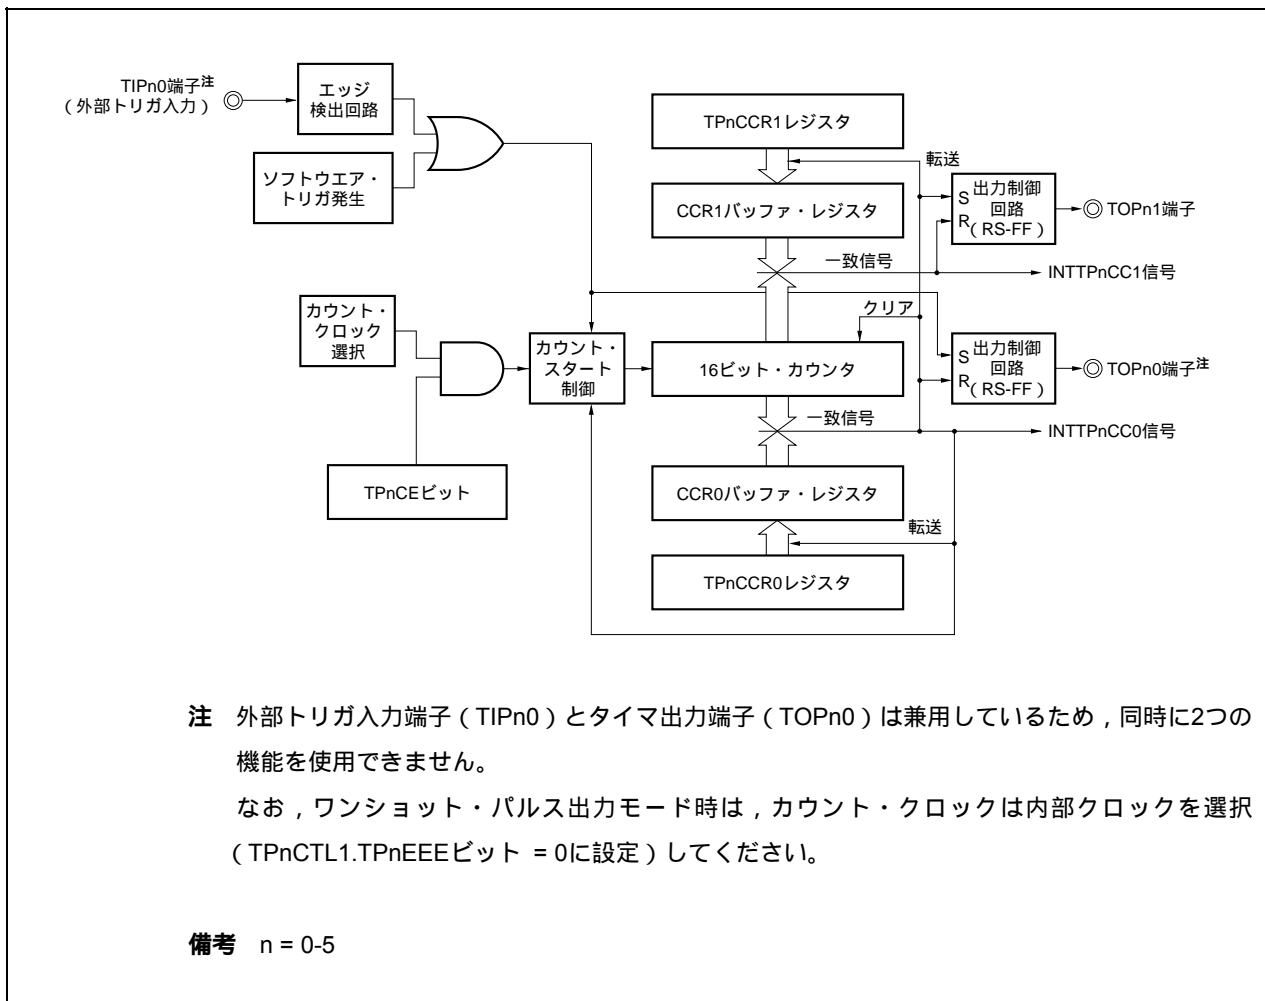 TIPn0端子注
（外部トリガ入力）
エッジ
検出回路
ソフトウエア・
トリガ発生
TPnCCR1レジスタ
転送
CCR1バッファ・レジスタ
S
R
出力制御
回路
（RS-FF）
TOPn1端子
一致信号
INTTPnCC1信号
カウント・
クロック
選択
クリア
カウント・
スタート
制御
16ビット・カウンタ
S
R
出力制御
回路
（RS-FF）
TOPn0端子注
一致信号
INTTPnCC0信号
TPnCEビット
CCR0バッファ・レジスタ
転送
TPnCCR0レジスタ
注　外部トリガ入力端子（TIPn0）とタイマ出力端子（TOPn0）は兼用しているため，同時に2つの
機能を使用できません。
なお，ワンショット・パルス出力モード時は，カウント・クロックは内部クロックを選択
（TPnCTL1.TPnEEEビット = 0に設定）してください。
備考　n = 0-5